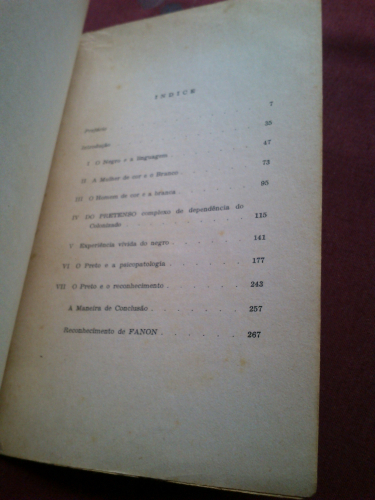 INDICE
Prefácio . . . . . . . . . . 7
Introdução . . . . . . . . . . 35
I O Negro e a linguagem . . . . . . . . 47
II A Mulher de cor e o Branco . . . . . . . 73
III O Homem de cor e a branca . . . . . . . 95
IV DO PRETENSO complexo de dependência do
Colonizado . . . . . . . . . . 115
V Experiência vivida do negro . . . . . . . 141
VI O Preto e a psicopatologia . . . . . . . 177
VII O Preto e o reconhecimento . . . . . . . 243
A Maneira de Conclusão . . . . . . . . 257
Reconhecimento de FANON . . . . . . . . 267